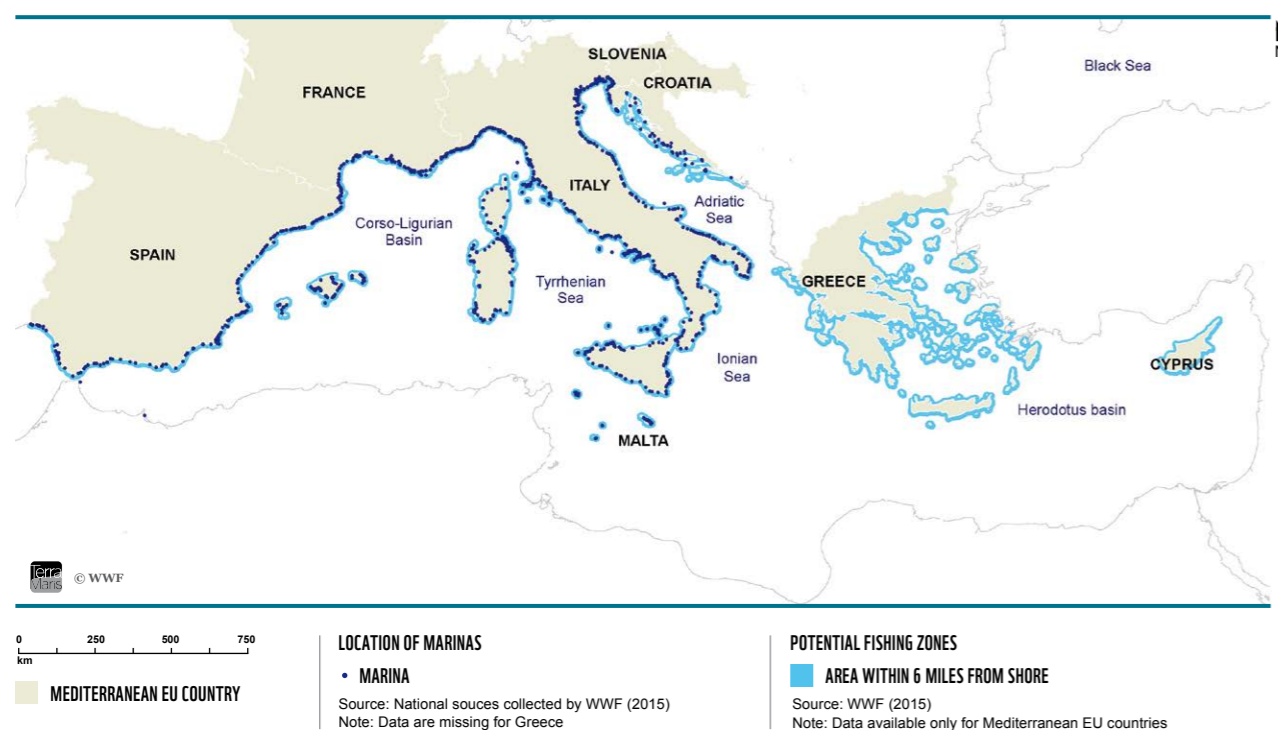 SLOVENIA
CROATIA
Black Sea
FRANCE
ITALY
Adriatic
Sea
Corso-Ligurian
Basin
SPAIN
Tyrrhenian
Sea
GREECE
Ionian
Sea
CYPRUS
Herodotus basin
MALTA
Terra
Maris
© WWF
0 250 500 750
km
MEDITERRANEAN EU COUNTRY
LOCATION OF MARINAS
MARINA
Source: National souces collected by WWF (2015)
Note: Data are missing for Greece
POTENTIAL FISHING ZONES
AREA WITHIN 6 MILES FROM SHORE
Source: WWF (2015)
Note: Data available only for Mediterranean EU countries